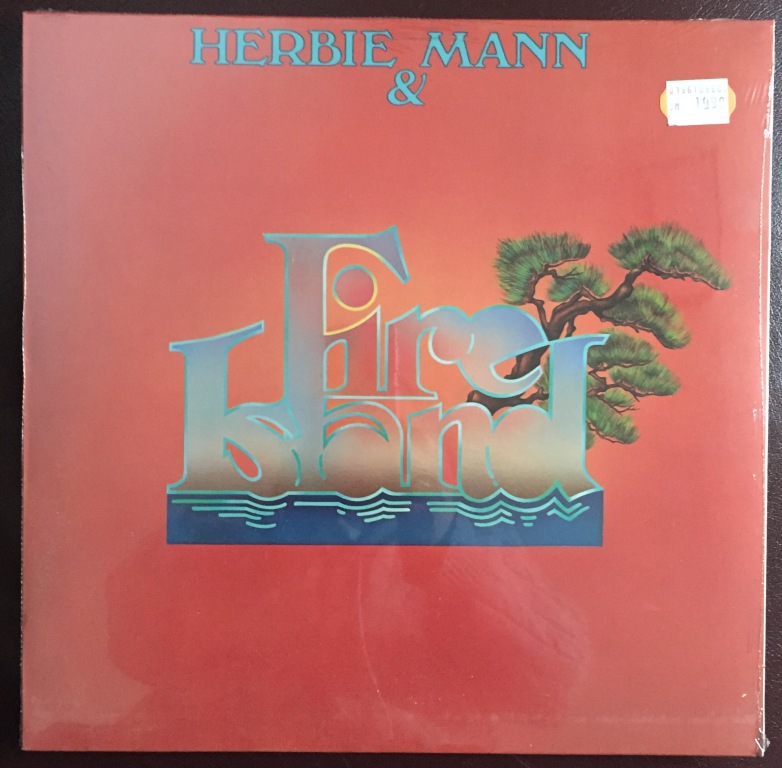 HERBIE MANN
&
Fire
Island